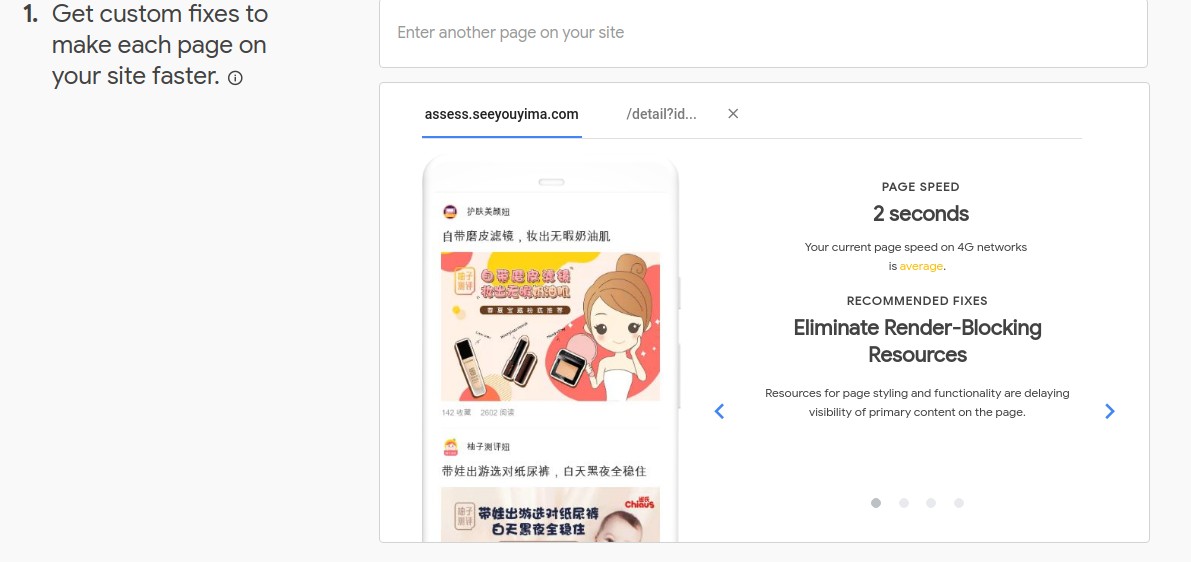 1. Get custom fixes to
make each page on
your site faster.
Enter another page on your site
assess.seeyouyima.com
/detail?id...
护肤美颜妞
自带磨皮滤镜，妆出无暇奶油肌
柚子
测评
自带磨皮滤镜
妆出无暇奶油肌
142 收藏 2602 阅读
柚子测评妞
带娃出游选对纸尿裤，白天黑夜全稳住
柚子
测评
带娃出游选对纸尿裤
白天黑夜全稳住
Chiaus
PAGE SPEED
2 seconds
Your current page speed on 4G networks
is average.
RECOMMENDED FIXES
Eliminate Render-Blocking
Resources
Resources for page styling and functionality are delaying
visibility of primary content on the page.